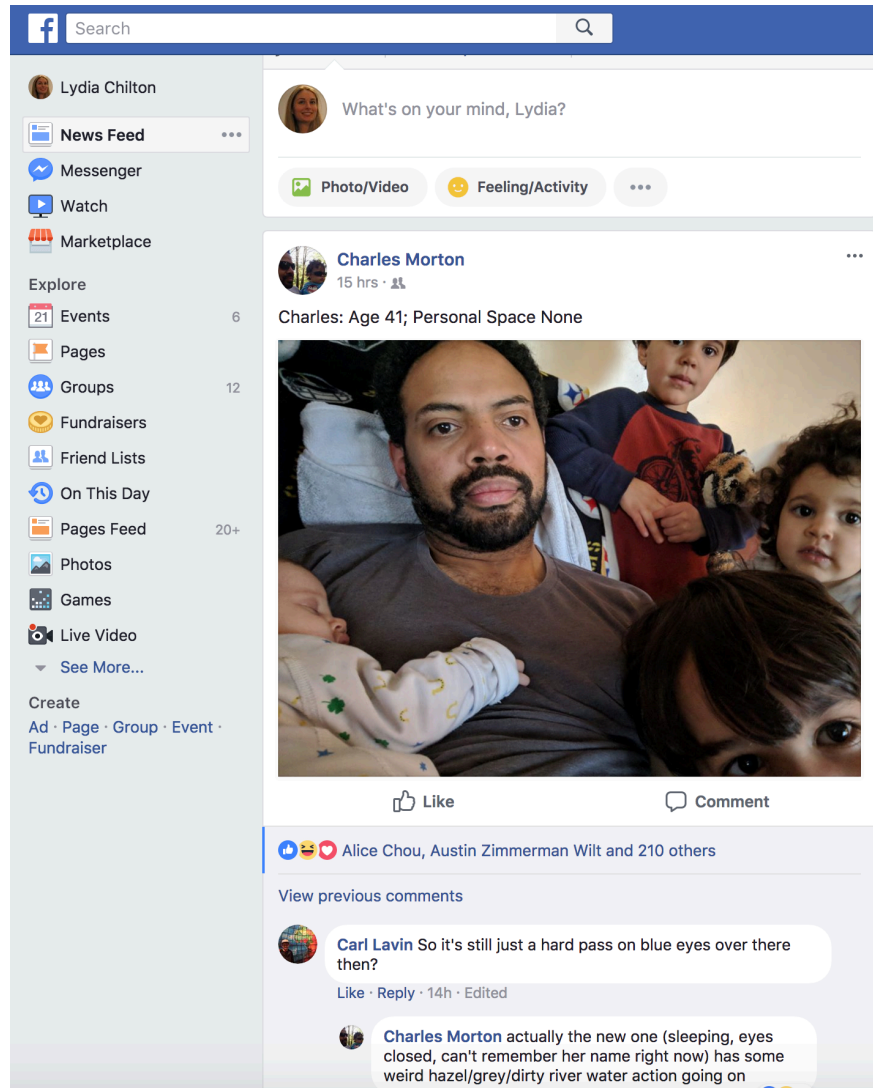 f
Search
Lydia Chilton
News Feed
Messenger
Watch
Marketplace
Explore
21 Events 6
Pages
Groups 12
Fundraisers
Friend Lists
On This Day
Pages Feed 20+
Photos
Games
Live Video
See More...
Create
Ad · Page · Group · Event ·
Fundraiser
What's on your mind, Lydia?
Photo/Video Feeling/Activity
Charles Morton
15 hrs ·
Charles: Age 41; Personal Space None
Like Comment
Alice Chou, Austin Zimmerman Wilt and 210 others
View previous comments
Carl Lavin So it's still just a hard pass on blue eyes over there
then?
Like · Reply · 14h · Edited
Charles Morton actually the new one (sleeping, eyes
closed, can't remember her name right now) has some
weird hazel/grey/dirty river water action going on